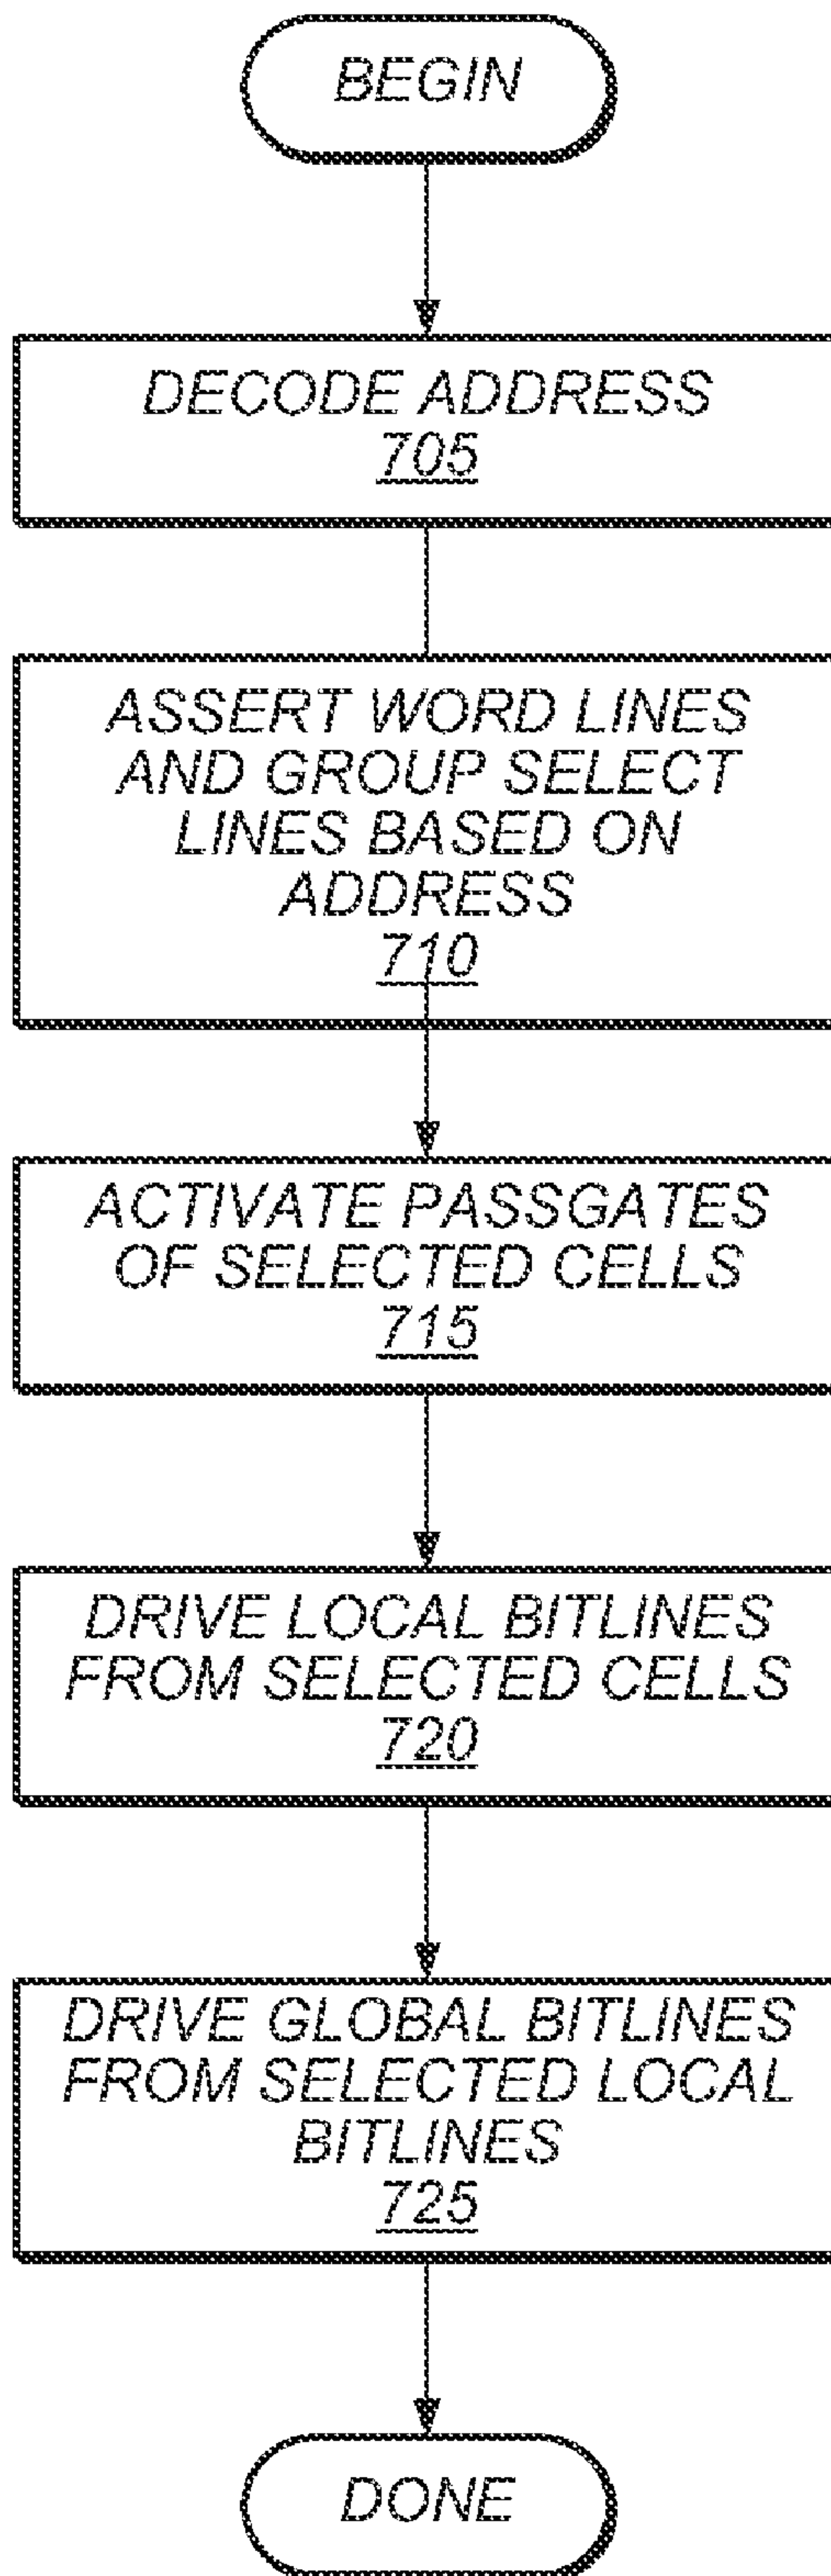 BEGIN
DECODE ADDRESS
705
ASSERT WORD LINES
AND GROUP SELECT
LINES BASED ON
ADDRESS
710
ACTIVATE PASSGATES
OF SELECTED CELLS
715
DRIVE LOCAL BITLINES
FROM SELECTED CELLS
720
DRIVE GLOBAL BITLINES
FROM SELECTED LOCAL
BITLINES
725
DONE